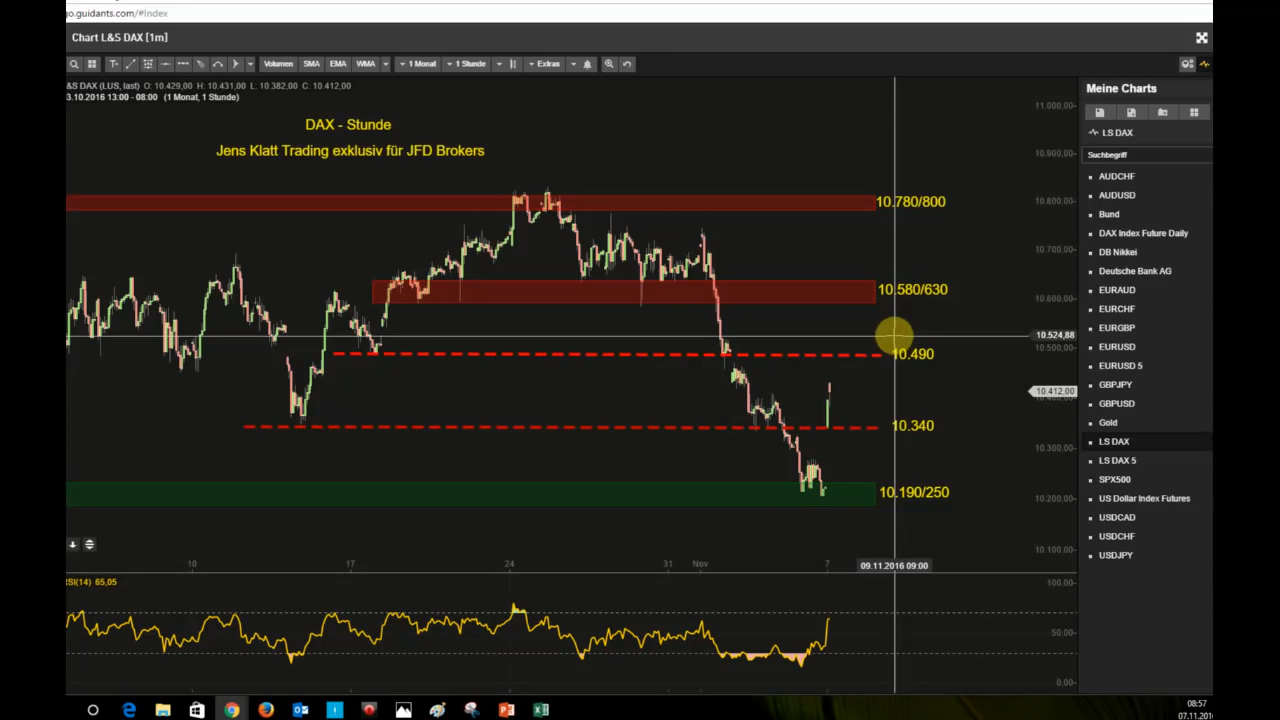 go.guidants.com/#Index
Chart L&S DAX [1m]
Volumen SMA EMA WMA 1 Monat 1 Stunde Extras
&S DAX (LUS, last) O: 10.429,00 H: 10.431,00 L: 10.382,00 C: 10.412,00
3.10.2016 13:00 - 08:00 (1 Monat, 1 Stunde)
DAX - Stunde
Jens Klatt Trading exklusiv für JFD Brokers
10.780/800
10.580/630
10.490
10.340
10.190/250
11.000,00
10.900,00
10.800,00
10.700,00
10.600,00
10.524,88
10.500,00
10.412,00
10.300,00
10.200,00
10.100,00
10 17 24 31 Nov 7 09.11.2016 09:00
RSI(14) 65,05
100,00
50,00
0,00
Meine Charts
LS DAX
Suchbegriff
AUDCHF
AUDUSD
Bund
DAX Index Future Daily
DB Nikkei
Deutsche Bank AG
EURAUD
EURCHF
EURGBP
EURUSD
EURUSD 5
GBPJPY
GBPUSD
Gold
LS DAX
LS DAX 5
SPX500
US Dollar Index Futures
USDCAD
USDCHF
USDJPY
08:57
07.11.2016